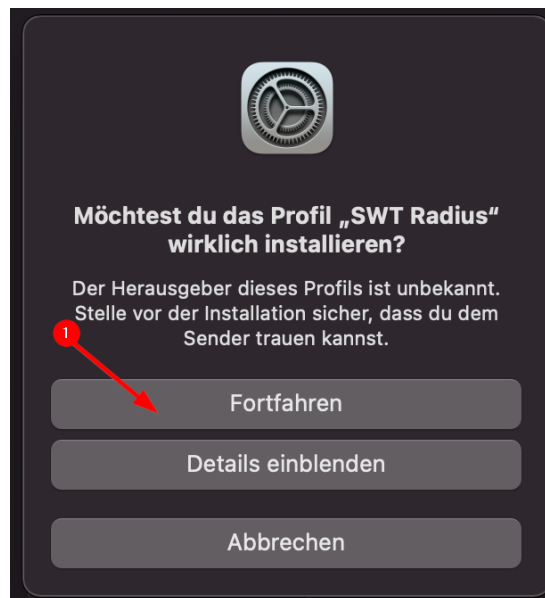 Möchtest du das Profil „SWT Radius“
wirklich installieren?
Der Herausgeber dieses Profils ist unbekannt.
Stelle vor der Installation sicher, dass du dem
Sender trauen kannst.
1
Fortfahren
Details einblenden
Abbrechen